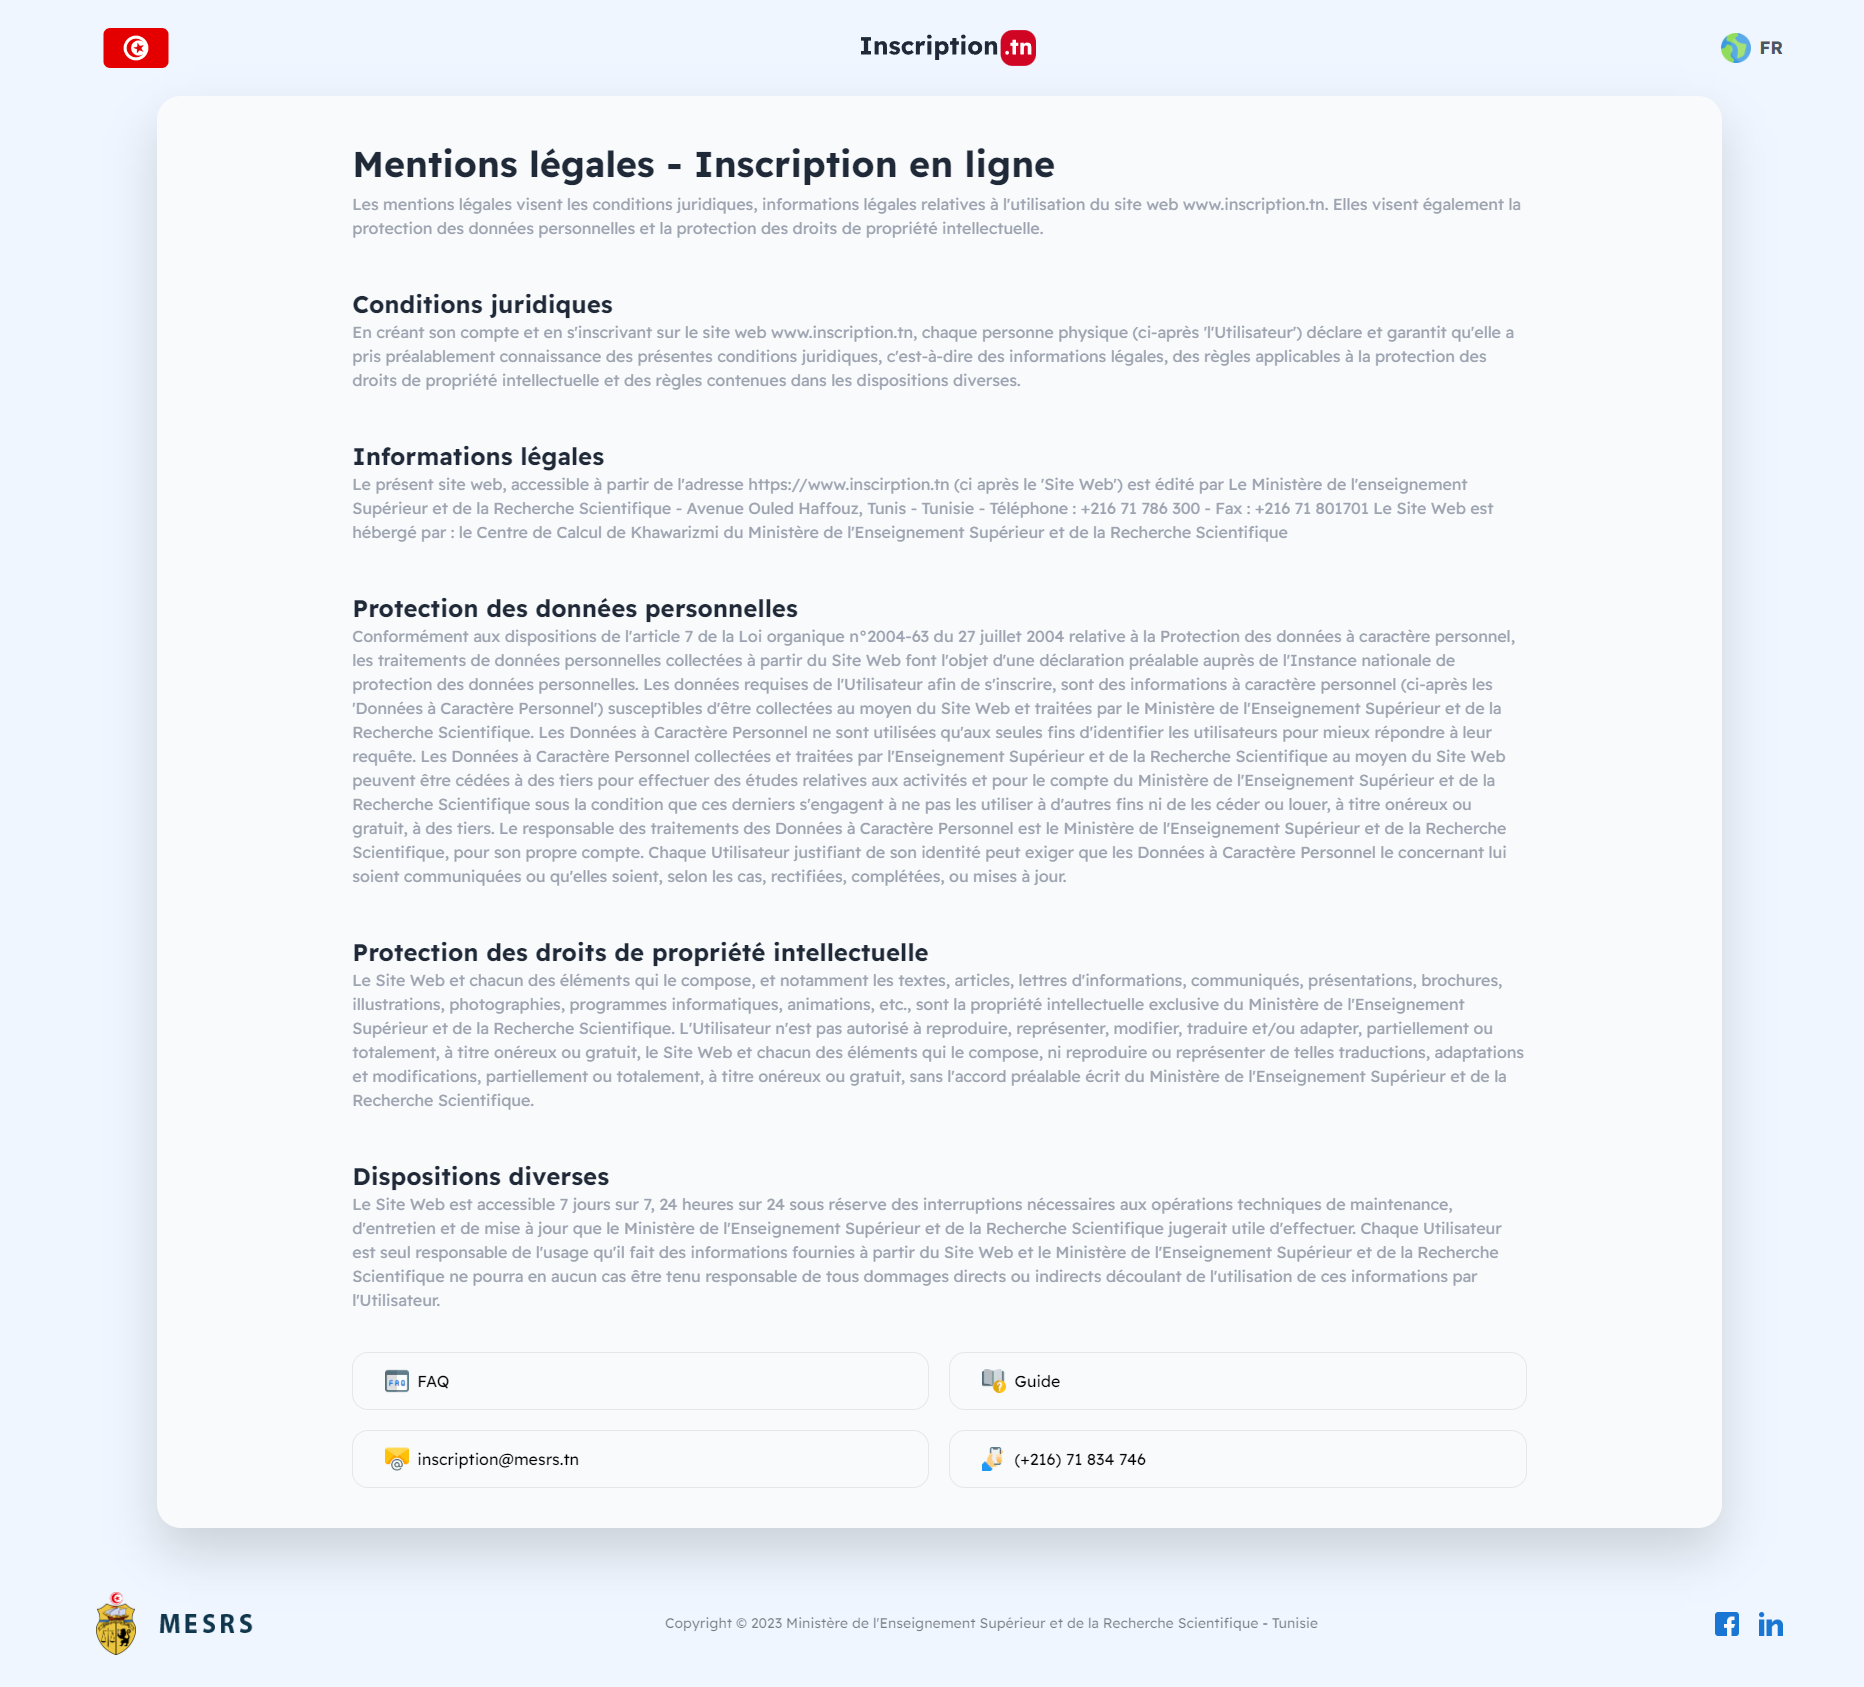 Inscription.tn
FR
Mentions légales - Inscription en ligne
Les mentions légales visent les conditions juridiques, informations légales relatives à l'utilisation du site web www.inscription.tn. Elles visent également la
protection des données personnelles et la protection des droits de propriété intellectuelle.
Conditions juridiques
En créant son compte et en s'inscrivant sur le site web www.inscription.tn, chaque personne physique (ci-après 'l'Utilisateur') déclare et garantit qu'elle a
pris préalablement connaissance des présentes conditions juridiques, c'est-à-dire des informations légales, des règles applicables à la protection des
droits de propriété intellectuelle et des règles contenues dans les dispositions diverses.
Informations légales
Le présent site web, accessible à partir de l'adresse https://www.inscirption.tn (ci après le 'Site Web') est édité par Le Ministère de l'enseignement
Supérieur et de la Recherche Scientifique - Avenue Ouled Haffouz, Tunis - Tunisie - Téléphone : +216 71 786 300 - Fax : +216 71 801701 Le Site Web est
hébergé par : le Centre de Calcul de Khawarizmi du Ministère de l'Enseignement Supérieur et de la Recherche Scientifique
Protection des données personnelles
Conformément aux dispositions de l'article 7 de la Loi organique n°2004-63 du 27 juillet 2004 relative à la Protection des données à caractère personnel,
les traitements de données personnelles collectées à partir du Site Web font l'objet d'une déclaration préalable auprès de l'Instance nationale de
protection des données personnelles. Les données requises de l'Utilisateur afin de s'inscrire, sont des informations à caractère personnel (ci-après les
'Données à Caractère Personnel') susceptibles d'être collectées au moyen du Site Web et traitées par le Ministère de l'Enseignement Supérieur et de la
Recherche Scientifique. Les Données à Caractère Personnel ne sont utilisées qu'aux seules fins d'identifier les utilisateurs pour mieux répondre à leur
requête. Les Données à Caractère Personnel collectées et traitées par l'Enseignement Supérieur et de la Recherche Scientifique au moyen du Site Web
peuvent être cédées à des tiers pour effectuer des études relatives aux activités et pour le compte du Ministère de l'Enseignement Supérieur et de la
Recherche Scientifique sous la condition que ces derniers s'engagent à ne pas les utiliser à d'autres fins ni de les céder ou louer, à titre onéreux ou
gratuit, à des tiers. Le responsable des traitements des Données à Caractère Personnel est le Ministère de l'Enseignement Supérieur et de la Recherche
Scientifique, pour son propre compte. Chaque Utilisateur justifiant de son identité peut exiger que les Données à Caractère Personnel le concernant lui
soient communiquées ou qu'elles soient, selon les cas, rectifiées, complétées, ou mises à jour.
Protection des droits de propriété intellectuelle
Le Site Web et chacun des éléments qui le compose, et notamment les textes, articles, lettres d'informations, communiqués, présentations, brochures,
illustrations, photographies, programmes informatiques, animations, etc., sont la propriété intellectuelle exclusive du Ministère de l'Enseignement
Supérieur et de la Recherche Scientifique. L'Utilisateur n'est pas autorisé à reproduire, représenter, modifier, traduire et/ou adapter, partiellement ou
totalement, à titre onéreux ou gratuit, le Site Web et chacun des éléments qui le compose, ni reproduire ou représenter de telles traductions, adaptations
et modifications, partiellement ou totalement, à titre onéreux ou gratuit, sans l'accord préalable écrit du Ministère de l'Enseignement Supérieur et de la
Recherche Scientifique.
Dispositions diverses
Le Site Web est accessible 7 jours sur 7, 24 heures sur 24 sous réserve des interruptions nécessaires aux opérations techniques de maintenance,
d'entretien et de mise à jour que le Ministère de l'Enseignement Supérieur et de la Recherche Scientifique jugerait utile d'effectuer. Chaque Utilisateur
est seul responsable de l'usage qu'il fait des informations fournies à partir du Site Web et le Ministère de l'Enseignement Supérieur et de la Recherche
Scientifique ne pourra en aucun cas être tenu responsable de tous dommages directs ou indirects découlant de l'utilisation de ces informations par
l'Utilisateur.
FAQ FAQ
Guide
inscription@mesrs.tn
(+216) 71 834 746
MESRS
Copyright © 2023 Ministère de l'Enseignement Supérieur et de la Recherche Scientifique - Tunisie